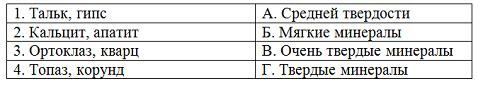 1. Тальк, гипс А. Средней твердости
2. Кальцит, апатит Б. Мягкие минералы
3. Ортоклаз, кварц В. Очень твердые минералы
4. Топаз, корунд Г. Твердые минералы